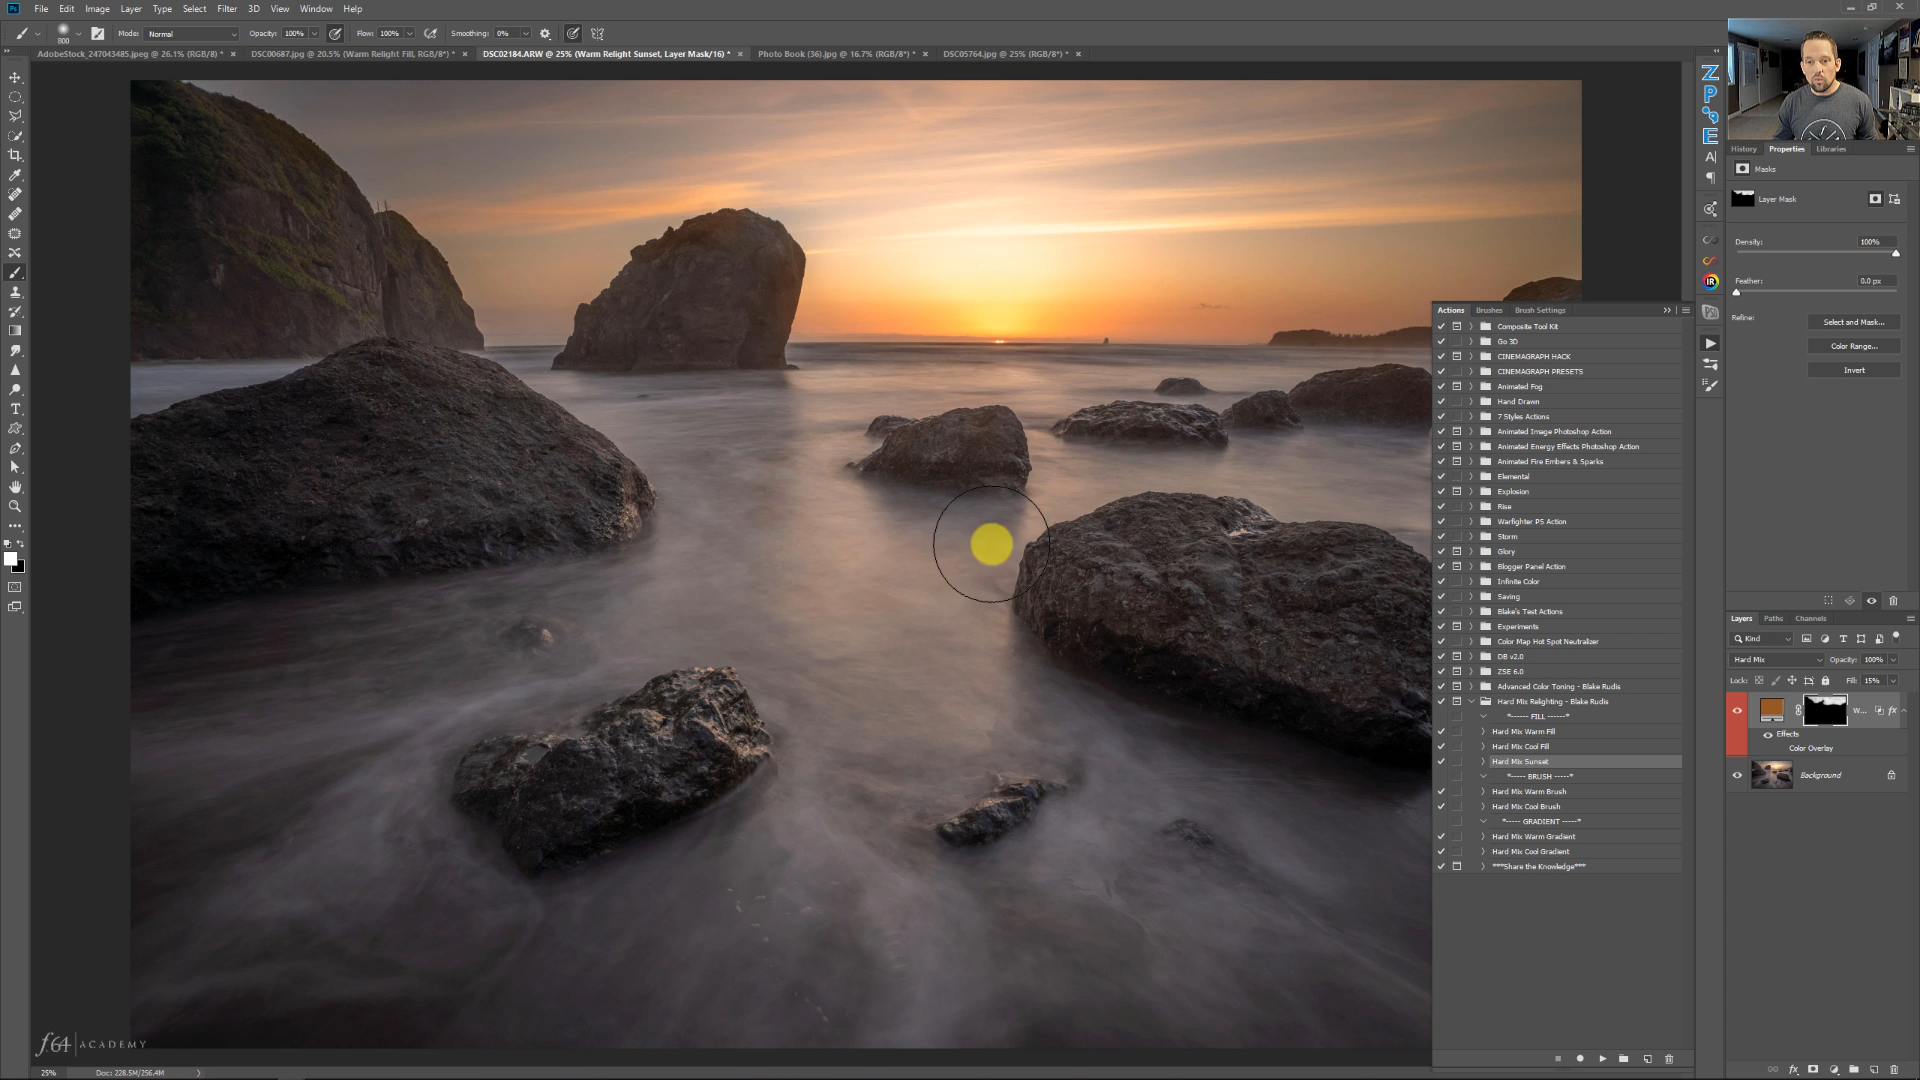 Ps File Edit Image Layer Type Select Filter 3D View Window Help
800 Mode: Normal Opacity: 100% Flow: 100% Smoothing: 0%
AdobeStock_247043485.jpeg @ 26.1% (RGB/8) * × DSC00687.jpg @ 20.5% (Warm Relight Fill, RGB/8*) * × DSC02184.ARW @ 25% (Warm Relight Sunset, Layer Mask/16) * × Photo Book (36).jpg @ 16.7% (RGB/8*) * × DSC05764.jpg @ 25% (RGB/8*) * ×
Z
P
E
History Properties Libraries
Masks
Layer Mask
Density: 100%
Feather: 0.0 px
Refine: Select and Mask...
Color Range...
Invert
Actions Brushes Brush Settings
Composite Tool Kit
Go 3D
CINEMAGRAPH HACK
CINEMAGRAPH PRESETS
Animated Fog
Hand Drawn
7 Styles Actions
Animated Image Photoshop Action
Animated Energy Effects Photoshop Action
Animated Fire Embers & Sparks
Elemental
Explosion
Rise
Warfighter PS Action
Storm
Glory
Blogger Panel Action
Infinite Color
Saving
Blake's Test Actions
Experiments
Color Map Hot Spot Neutralizer
DB v2.0
ZSE 6.0
Advanced Color Toning - Blake Rudis
Hard Mix Relighting - Blake Rudis
*------ FILL ------*
Hard Mix Warm Fill
Hard Mix Cool Fill
Hard Mix Sunset
*----- BRUSH -----*
Hard Mix Warm Brush
Hard Mix Cool Brush
*----- GRADIENT -----*
Hard Mix Warm Gradient
Hard Mix Cool Gradient
***Share the Knowledge***
Layers Paths Channels
Kind
Hard Mix Opacity: 100%
Lock: Fill: 15%
W... fx
Effects
Color Overlay
Background
f.64 ACADEMY
25% Doc: 228.5M/256.4M